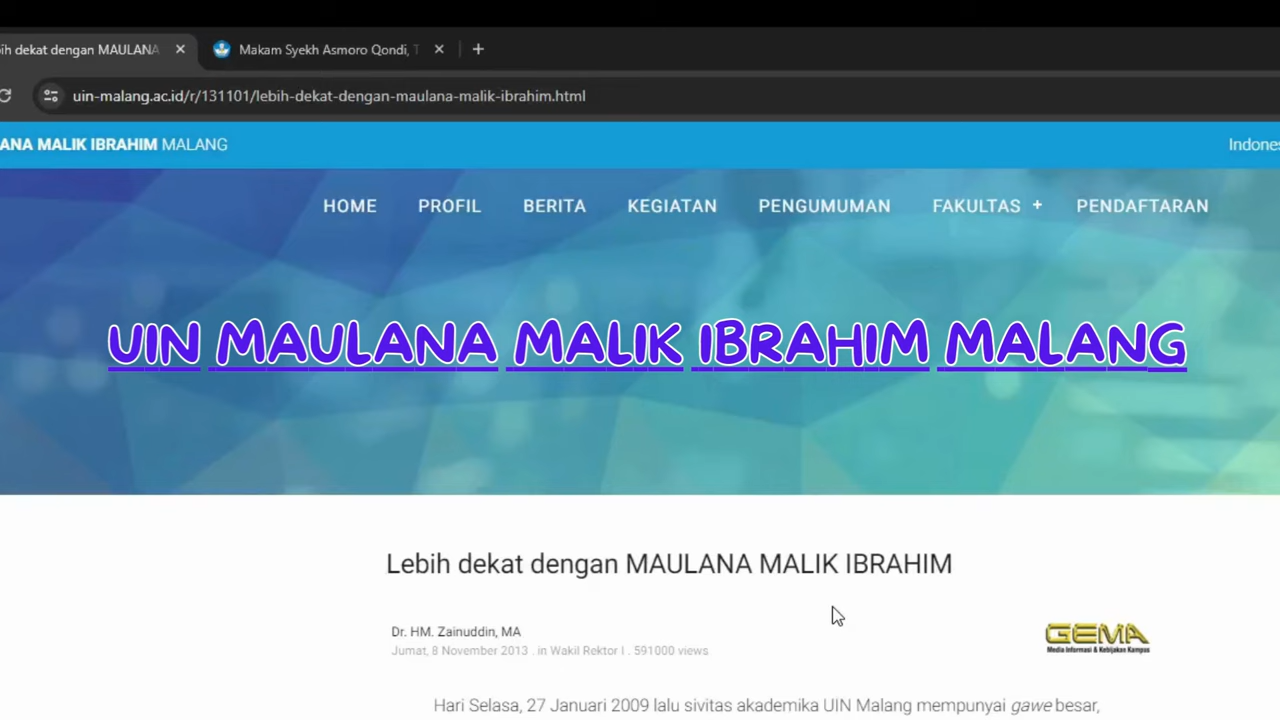 ih dekat dengan MAULANA
Makam Syekh Asmoro Qondi, T
uin-malang.ac.id/r/131101/lebih-dekat-dengan-maulana-malik-ibrahim.html
ANA MALIK IBRAHIM MALANG
Indones
HOME PROFIL BERITA KEGIATAN PENGUMUMAN FAKULTAS + PENDAFTARAN
UIN MAULANA MALIK IBRAHIM MALANG
Lebih dekat dengan MAULANA MALIK IBRAHIM
Dr. HM. Zainuddin, MA
Jumat, 8 November 2013 . in Wakil Rektor I . 591000 views
GEMA
Media Informasi & Kebijakan Kampus
Hari Selasa, 27 Januari 2009 lalu sivitas akademika UIN Malang mempunyai gawe besar,